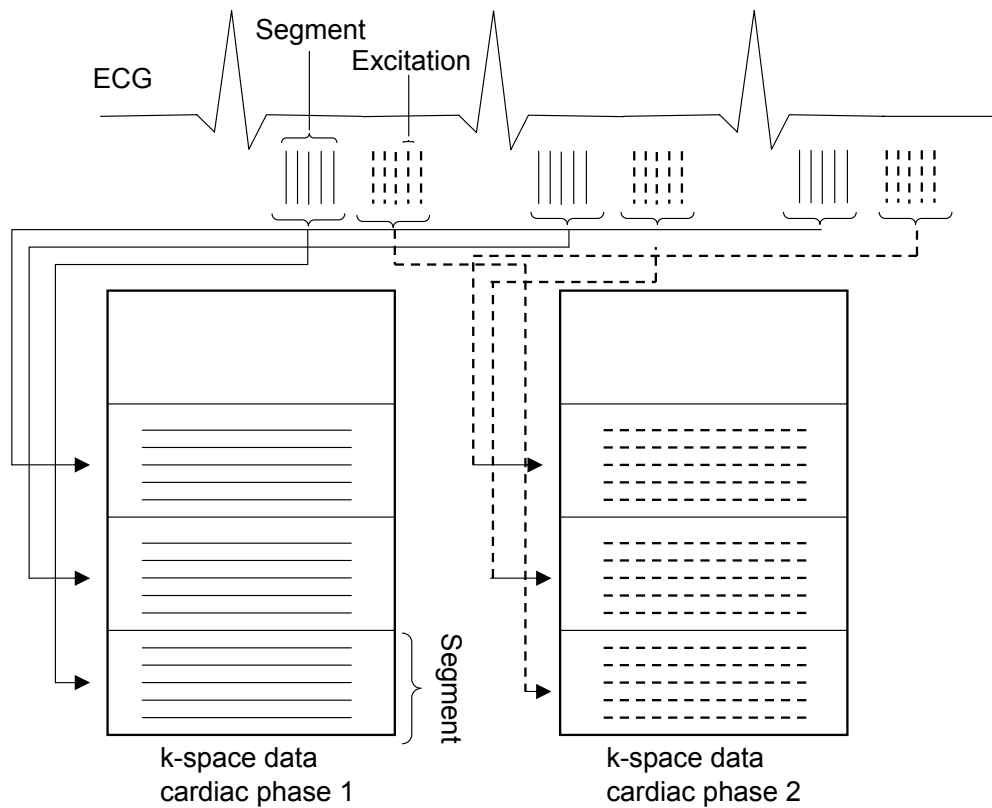 Segment
Excitation
ECG
Segment
k-space data
cardiac phase 1
k-space data
cardiac phase 2